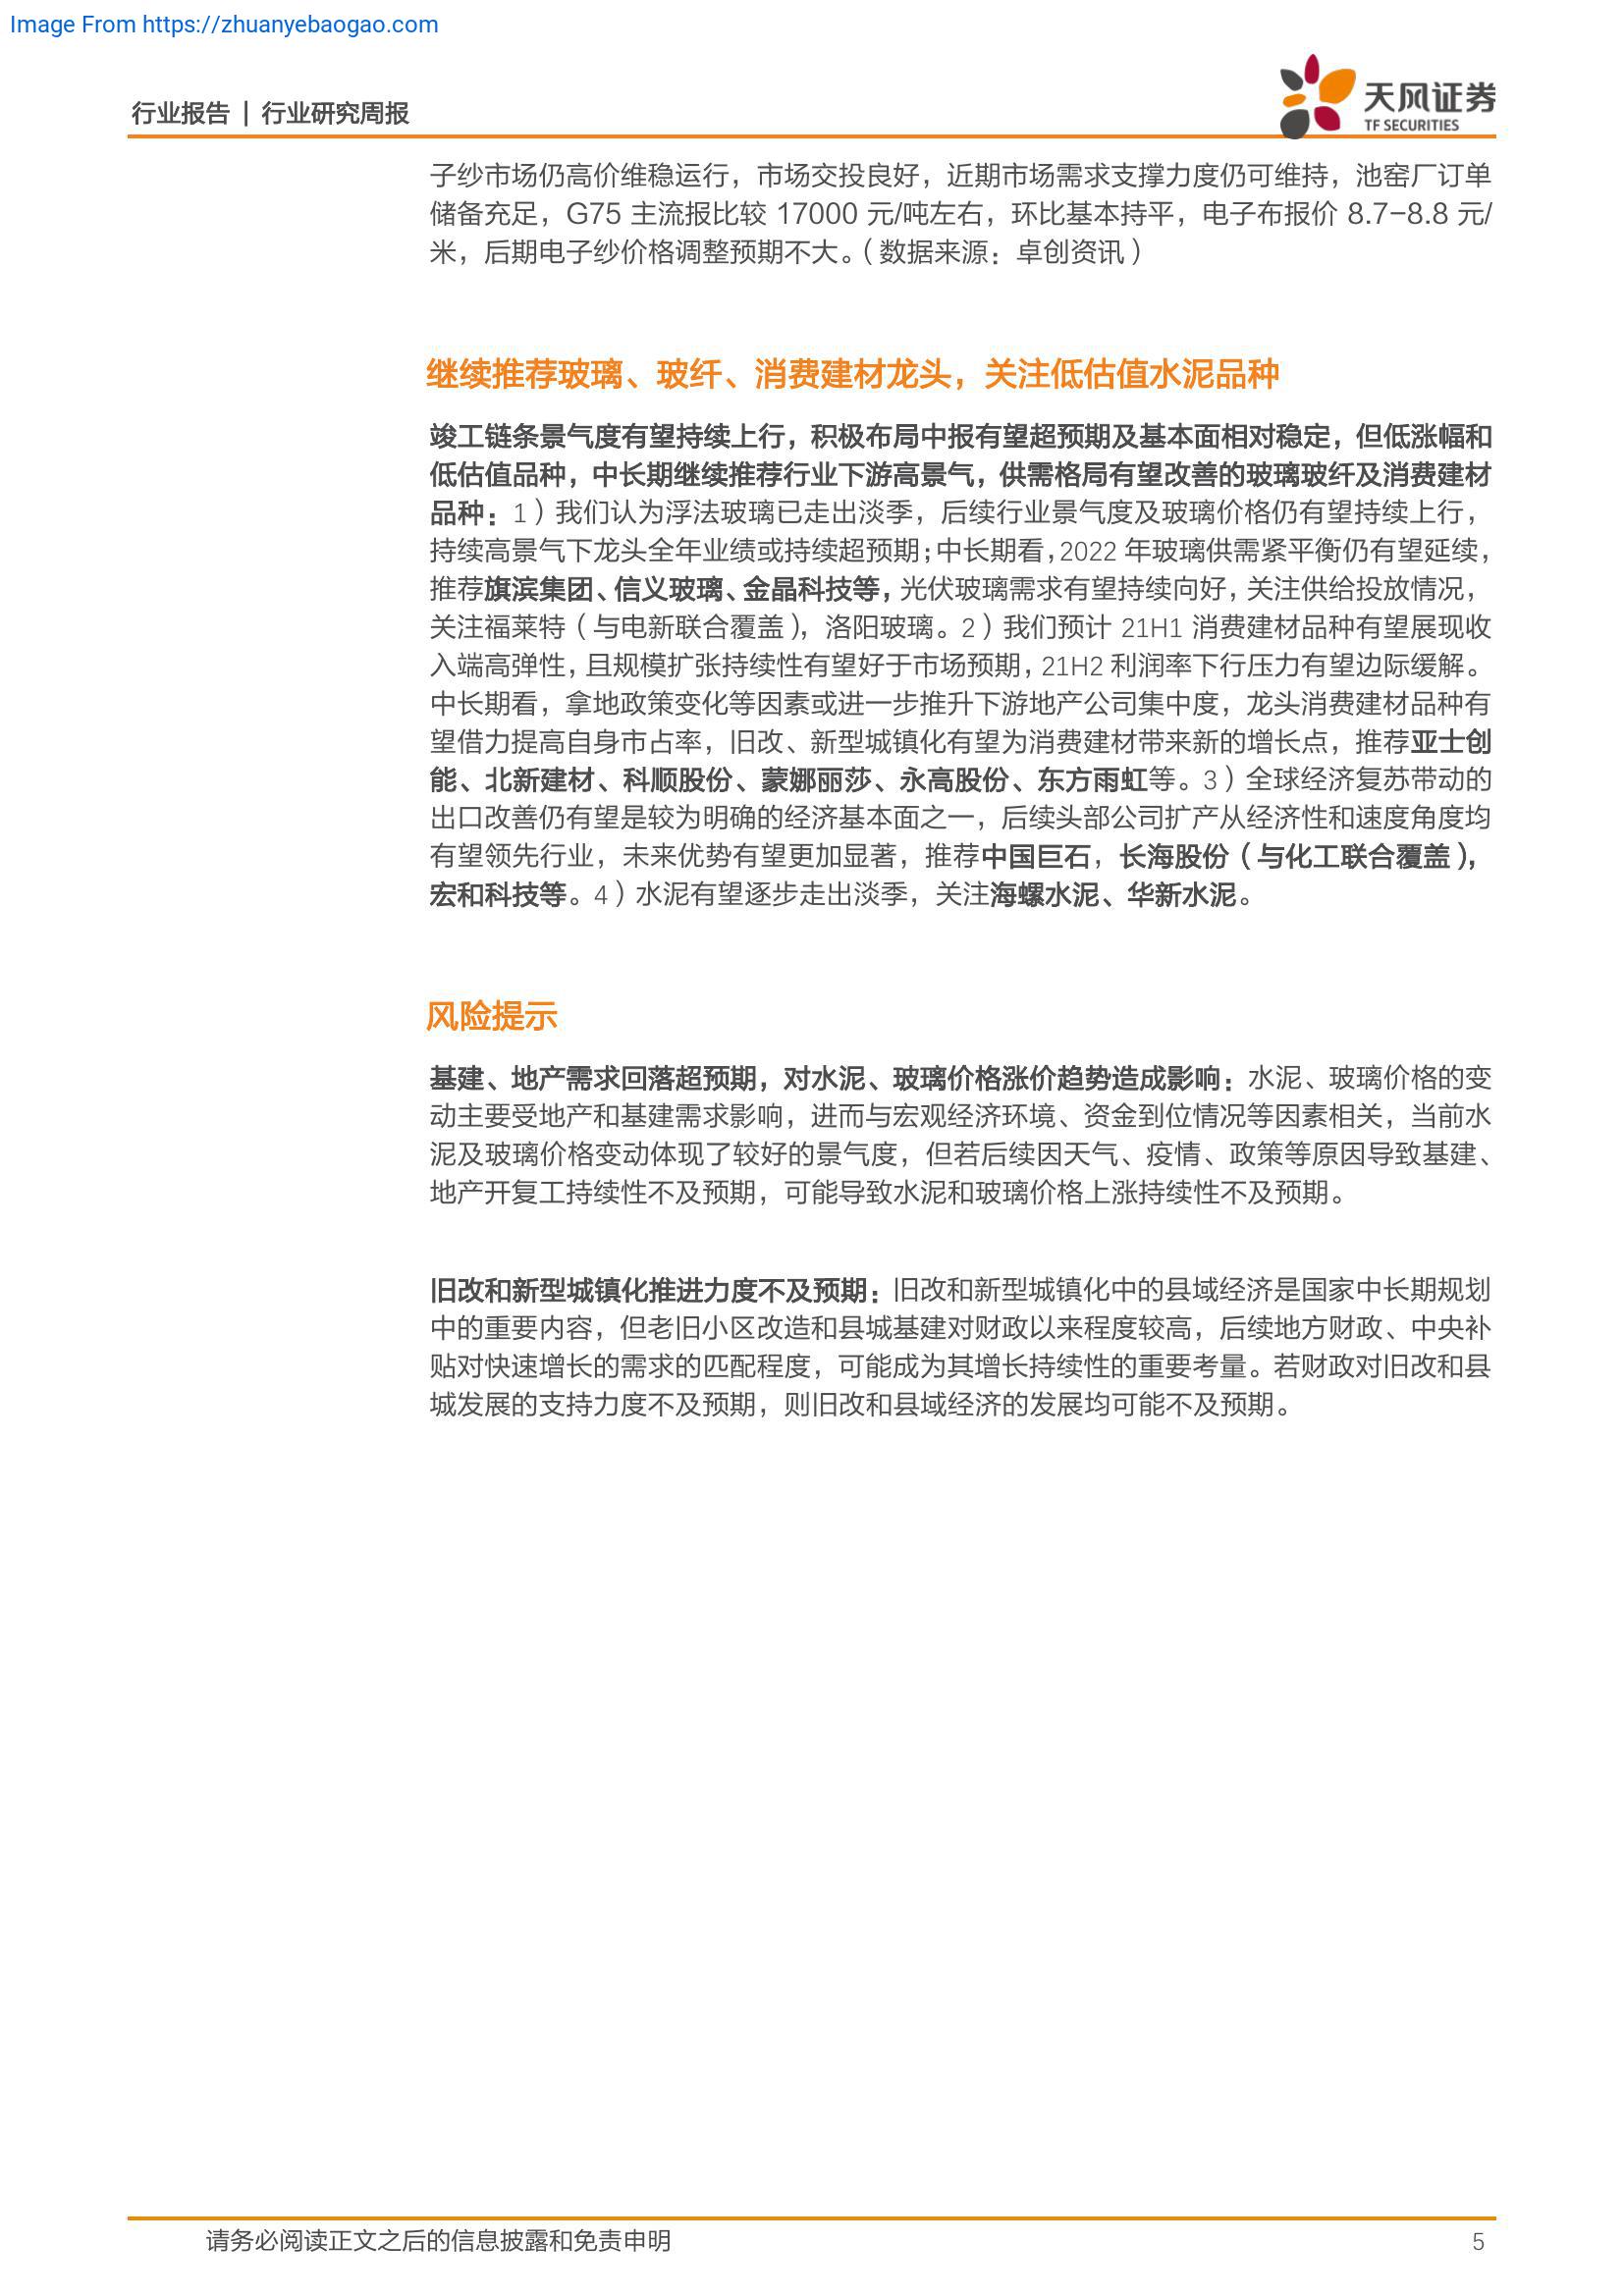 Image From https://zhuanyebaogao.com
行业报告 | 行业研究周报
天风证券
TF SECURITIES
子纱市场仍高价维稳运行，市场交投良好，近期市场需求支撑力度仍可维持，池窑厂订单
储备充足，G75 主流报比较 17000 元/吨左右，环比基本持平，电子布报价 8.7-8.8 元/
米，后期电子纱价格调整预期不大。（数据来源：卓创资讯）
继续推荐玻璃、玻纤、消费建材龙头，关注低估值水泥品种
竣工链条景气度有望持续上行，积极布局中报有望超预期及基本面相对稳定，但低涨幅和
低估值品种，中长期继续推荐行业下游高景气，供需格局有望改善的玻璃玻纤及消费建材
品种：1）我们认为浮法玻璃已走出淡季，后续行业景气度及玻璃价格仍有望持续上行，
持续高景气下龙头全年业绩或持续超预期；中长期看，2022 年玻璃供需紧平衡仍有望延续，
推荐旗滨集团、信义玻璃、金晶科技等，光伏玻璃需求有望持续向好，关注供给投放情况，
关注福莱特（与电新联合覆盖），洛阳玻璃。2）我们预计 21H1 消费建材品种有望展现收
入端高弹性，且规模扩张持续性有望好于市场预期，21H2 利润率下行压力有望边际缓解。
中长期看，拿地政策变化等因素或进一步推升下游地产公司集中度，龙头消费建材品种有
望借力提高自身市占率，旧改、新型城镇化有望为消费建材带来新的增长点，推荐亚士创
能、北新建材、科顺股份、蒙娜丽莎、永高股份、东方雨虹等。3）全球经济复苏带动的
出口改善仍有望是较为明确的经济基本面之一，后续头部公司扩产从经济性和速度角度均
有望领先行业，未来优势有望更加显著，推荐中国巨石，长海股份（与化工联合覆盖），
宏和科技等。4）水泥有望逐步走出淡季，关注海螺水泥、华新水泥。
风险提示
基建、地产需求回落超预期，对水泥、玻璃价格涨价趋势造成影响：水泥、玻璃价格的变
动主要受地产和基建需求影响，进而与宏观经济环境、资金到位情况等因素相关，当前水
泥及玻璃价格变动体现了较好的景气度，但若后续因天气、疫情、政策等原因导致基建、
地产开复工持续性不及预期，可能导致水泥和玻璃价格上涨持续性不及预期。
旧改和新型城镇化推进力度不及预期：旧改和新型城镇化中的县域经济是国家中长期规划
中的重要内容，但老旧小区改造和县城基建对财政以来程度较高，后续地方财政、中央补
贴对快速增长的需求的匹配程度，可能成为其增长持续性的重要考量。若财政对旧改和县
城发展的支持力度不及预期，则旧改和县域经济的发展均可能不及预期。
请务必阅读正文之后的信息披露和免责申明
5